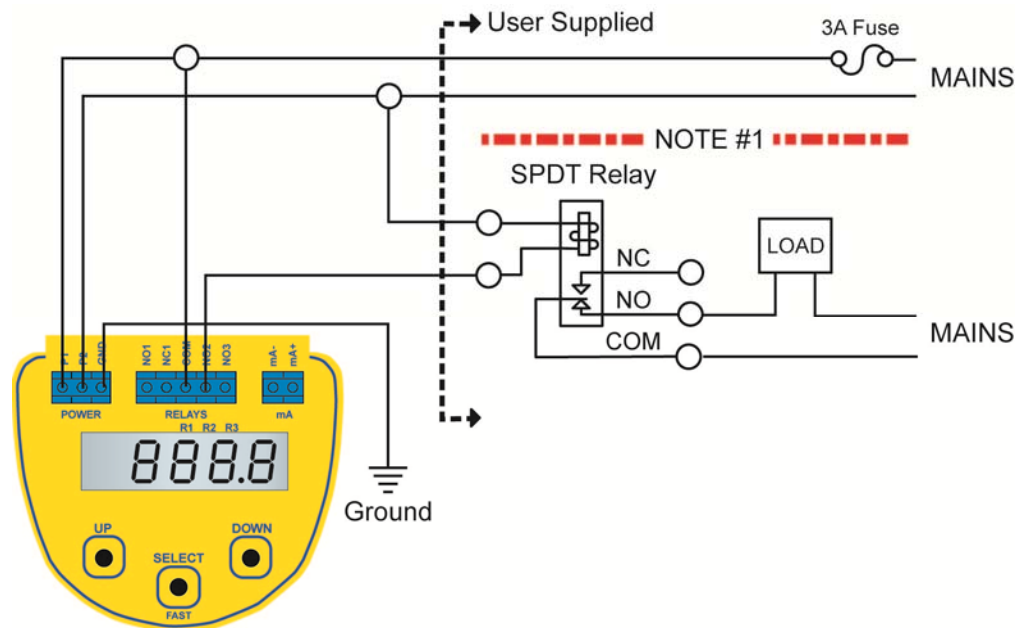 User Supplied
3A Fuse
MAINS
NOTE #1
SPDT Relay
NC
LOAD
NO
MAINS
COM
P1 P2 GND NO1 NC1 COM NO2 NO3 mA- mA+
POWER RELAYS mA
R1 R2 R3
888.8
Ground
UP DOWN
SELECT
FAST